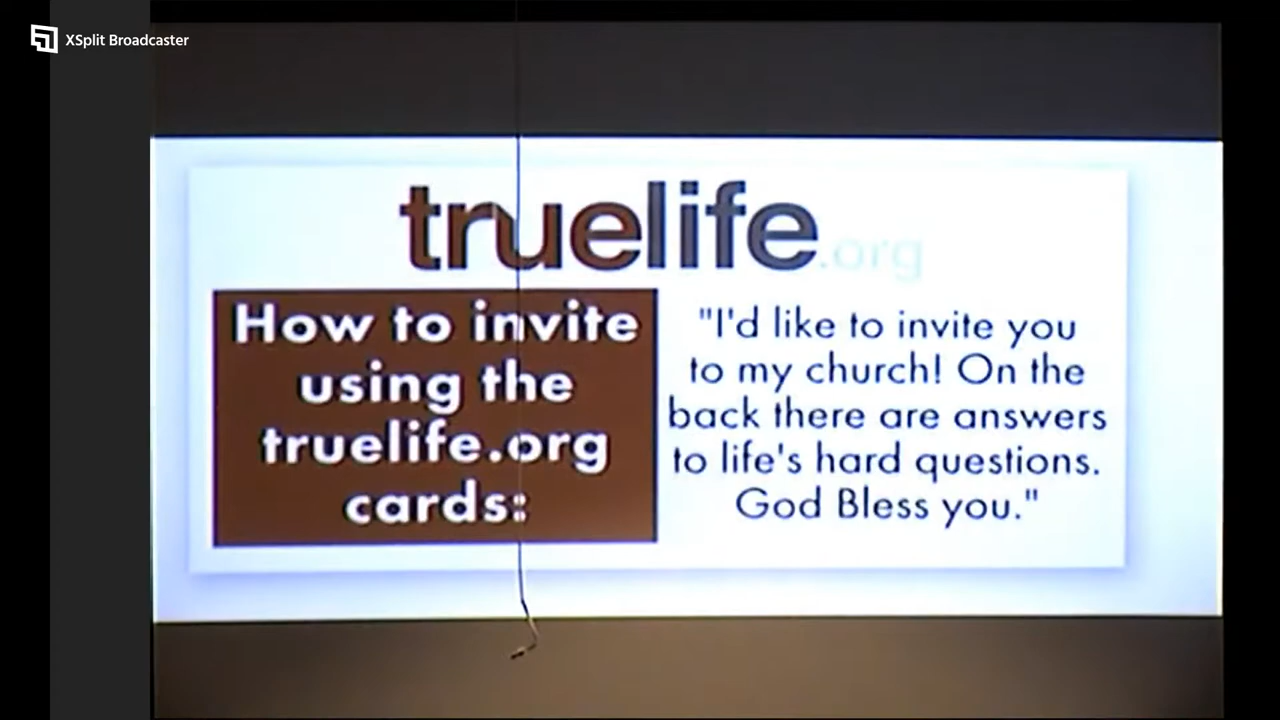 XSplit Broadcaster
truelife.org
How to invite
using the
truelife.org
cards:
"I'd like to invite you
to my church! On the
back there are answers
to life's hard questions.
God Bless you."